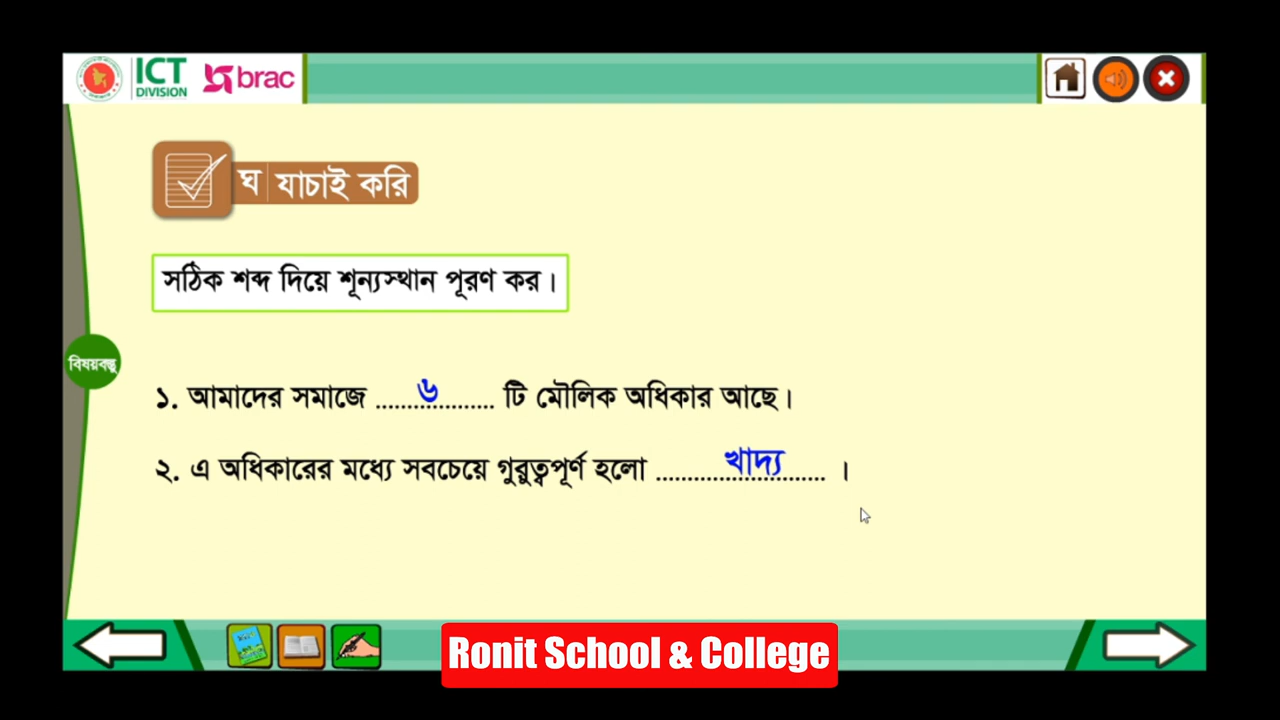 ICT
DIVISION
brac
ঘ যাচাই করি
সঠিক শব্দ দিয়ে শূন্যস্থান পূরণ কর।
বিষয়বস্তু
১. আমাদের সমাজে .......৬....... টি মৌলিক অধিকার আছে।
২. এ অধিকারের মধ্যে সবচেয়ে গুরুত্বপূর্ণ হলো ..........খাদ্য....... ।
Ronit School & College